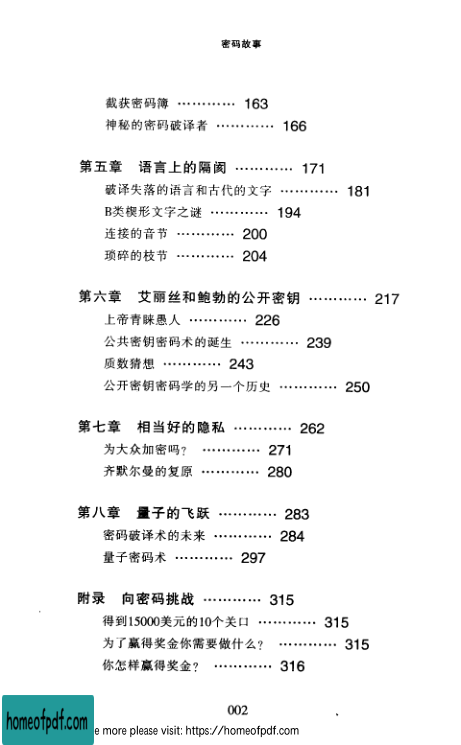 密码故事
截获密码簿 ………… 163
神秘的密码破译者 ………… 166
第五章 语言上的隔阂 ………… 171
破译失落的语言和古代的文字 ………… 181
B类楔形文字之谜 ………… 194
连接的音节 ………… 200
琐碎的枝节 ………… 204
第六章 艾丽丝和鲍勃的公开密钥 ………… 217
上帝青睐愚人 ………… 226
公共密钥密码术的诞生 ………… 239
质数猜想 ………… 243
公开密钥密码学的另一个历史 ………… 250
第七章 相当好的隐私 ………… 262
为大众加密吗? ………… 271
齐默尔曼的复原 ………… 280
第八章 量子的飞跃 ………… 283
密码破译术的未来 ………… 284
量子密码术 ………… 297
附录 向密码挑战 ………… 315
得到15000美元的10个关口 ………… 315
为了赢得奖金你需要做什么? ………… 315
你怎样赢得奖金? ………… 316
002
homeofpdf.com
e more please visit: https://homeofpdf.com